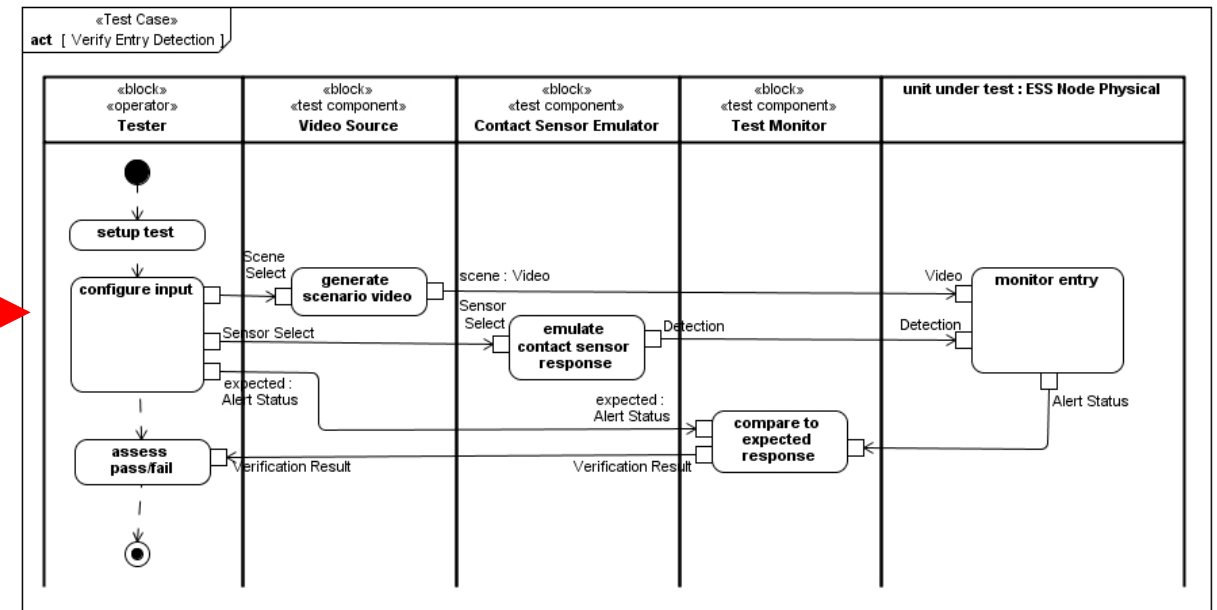 «Test Case»
act [ Verify Entry Detection ]
«block»
«operator»
Tester
«block»
«test component»
Video Source
«block»
«test component»
Contact Sensor Emulator
«block»
«test component»
Test Monitor
unit under test : ESS Node Physical
setup test
configure input
Scene
Select
generate
scenario video
scene : Video
Video
monitor entry
Sensor Select
Sensor
Select
emulate
contact sensor
response
Detection
Detection
expected :
Alert Status
expected :
Alert Status
compare to
expected
response
Alert Status
assess
pass/fail
Verification Result
Verification Result